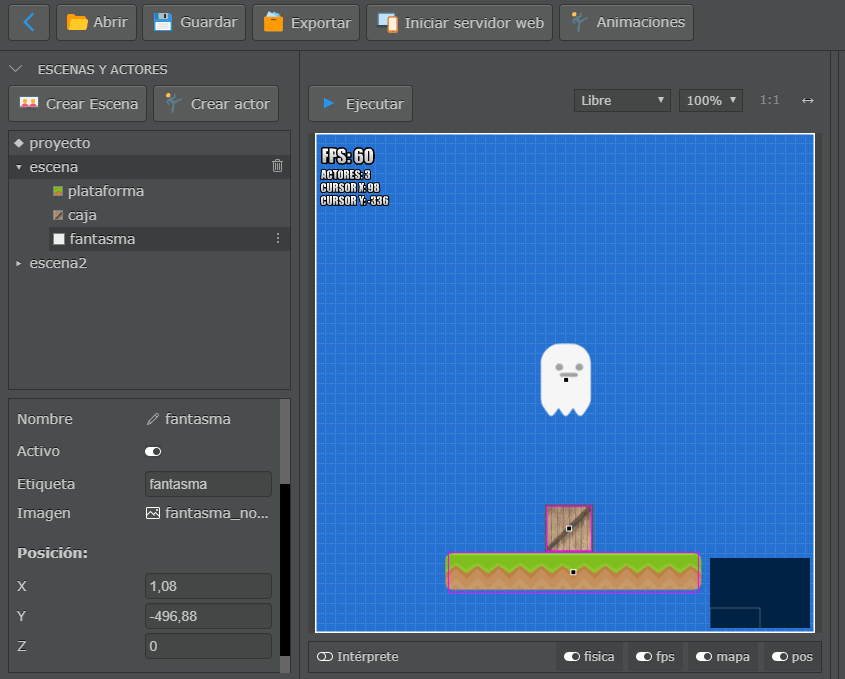 Abrir Guardar Exportar Iniciar servidor web Animaciones
ESCENAS Y ACTORES
Crear Escena Crear actor
proyecto
escena
plataforma
caja
fantasma
escena2
Nombre fantasma
Activo
Etiqueta fantasma
Imagen fantasma_no...
Posición:
X 1,08
Y -496,88
Z 0
Ejecutar Libre 100% 1:1
FPS: 60
ACTORES: 3
CURSOR X: 98
CURSOR Y: -336
Intérprete fisica fps mapa pos